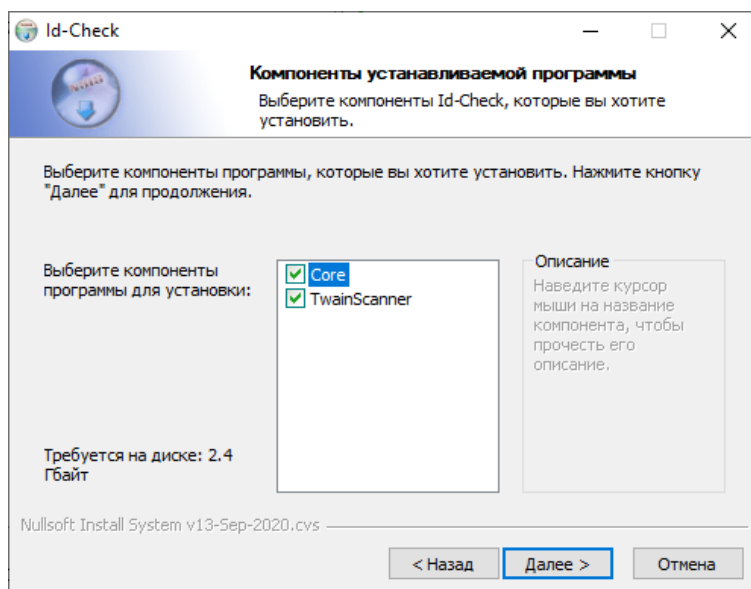 Id-Check
Компоненты устанавливаемой программы
Выберите компоненты Id-Check, которые вы хотите
установить.
Выберите компоненты программы, которые вы хотите установить. Нажмите кнопку
"Далее" для продолжения.
Выберите компоненты
программы для установки:
Core
TwainScanner
Описание
Наведите курсор
мыши на название
компонента, чтобы
прочесть его
описание.
Требуется на диске: 2.4
Гбайт
Nullsoft Install System v13-Sep-2020.cvs
< Назад
Далее >
Отмена